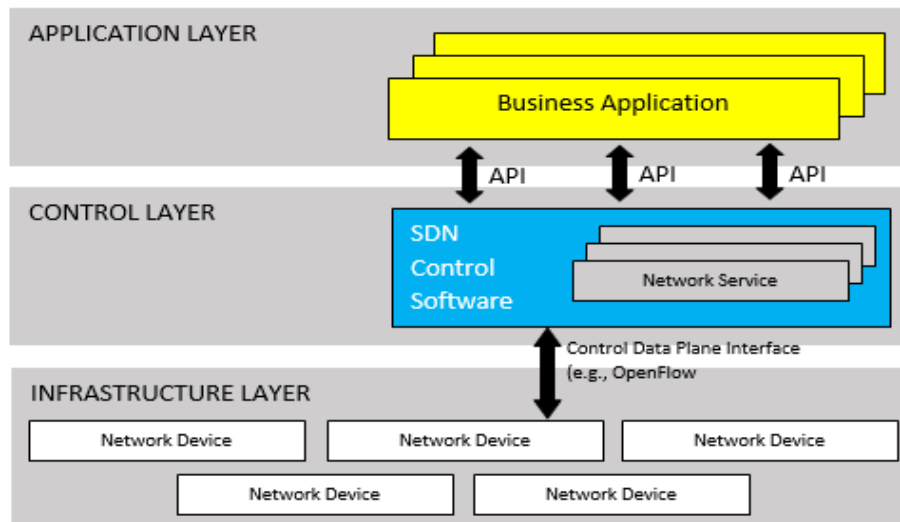 APPLICATION LAYER
Business Application
API
API
API
CONTROL LAYER
SDN
Control
Software
Network Service
Control Data Plane Interface
(e.g., OpenFlow
INFRASTRUCTURE LAYER
Network Device
Network Device
Network Device
Network Device
Network Device